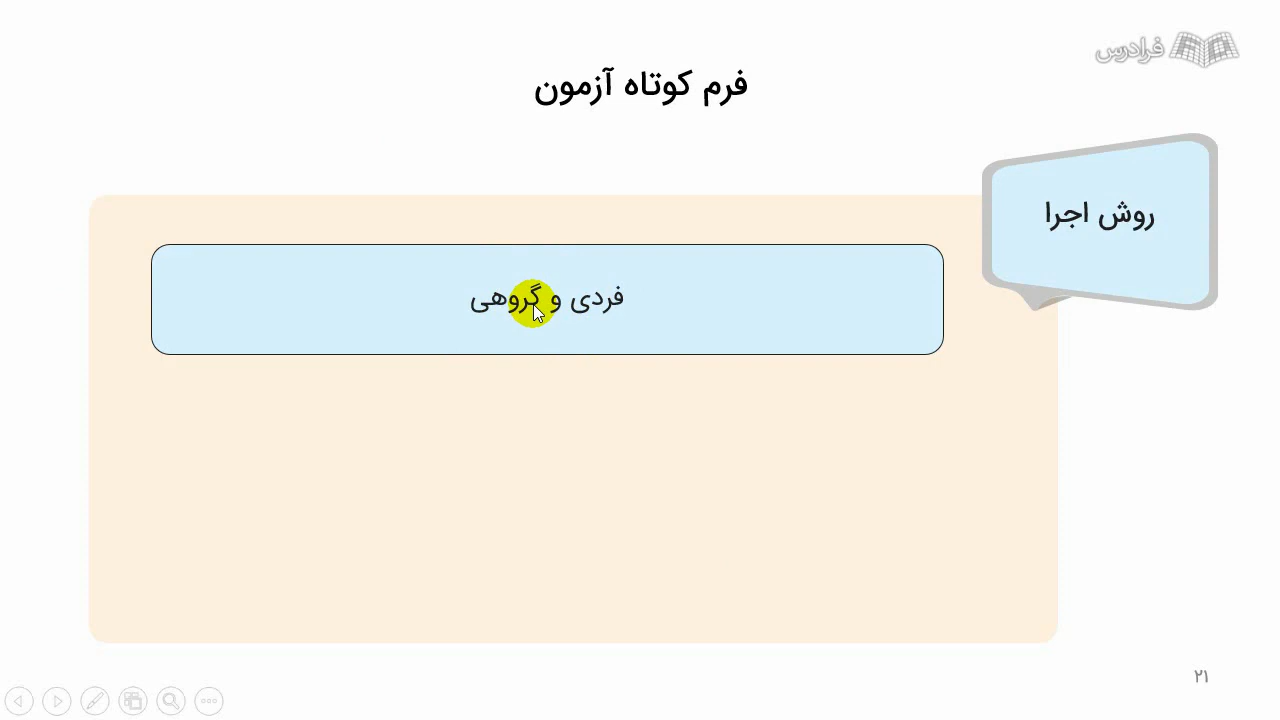 فرادرس
فرم کوتاه آزمون
روش اجرا
فردی و گروهی
۲۱